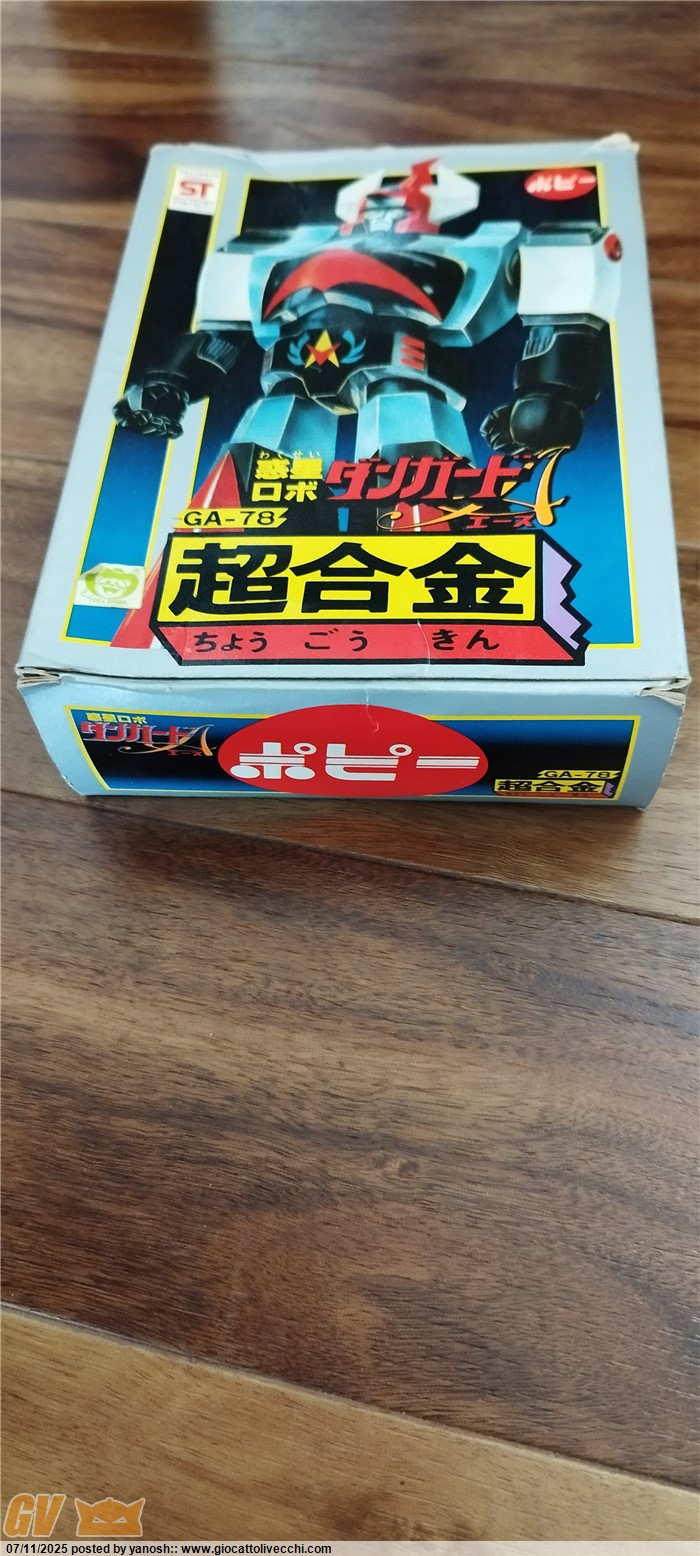 ST
ポピー
わくせい
惑星
ロボ
ダンガードA
エース
GA-78
超合金
ちょう ごう きん
惑星ロボ
ダンガードA
エース
ポピー
GA-78
超合金
GV
07/11/2025 posted by yanosh:: www.giocattolivecchi.com